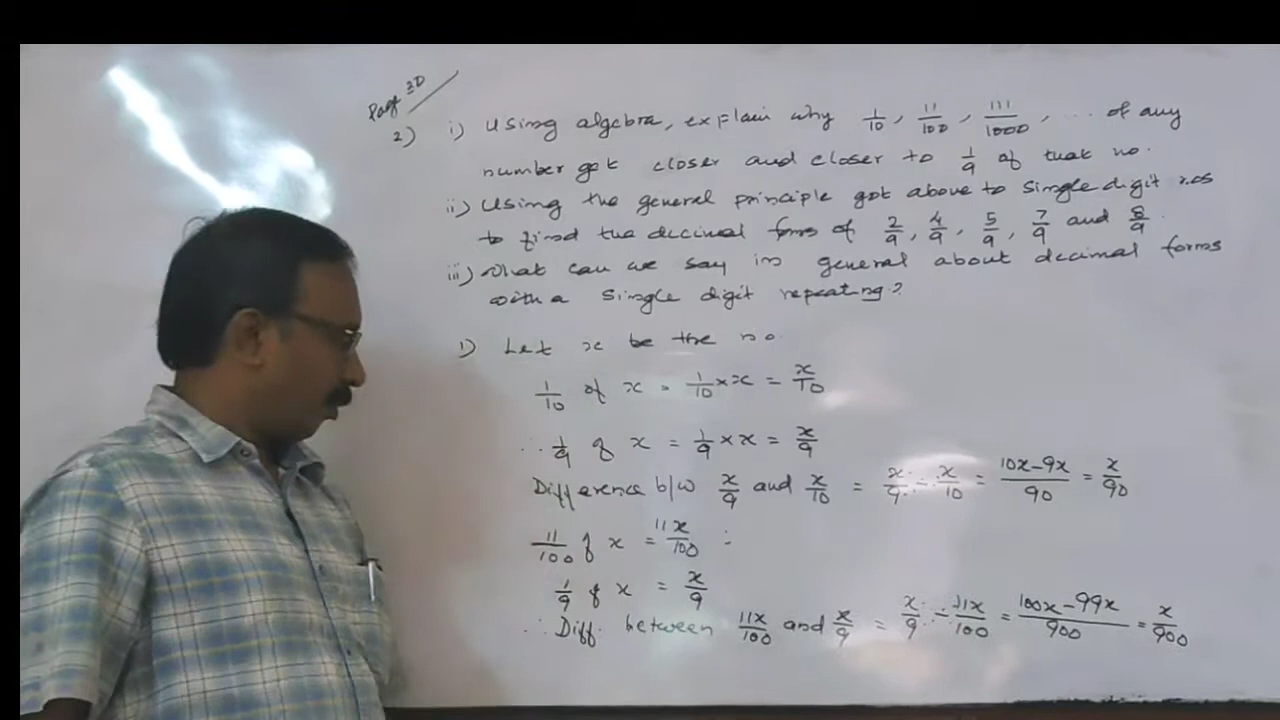 Page 30
2) i) Using algebra, explain why 1/10, 11/100, 111/1000, ... of any
number get closer and closer to 1/9 of that no.
ii) Using the general principle got above to single digit nos
to find the decimal forms of 2/9, 4/9, 5/9, 7/9 and 8/9.
iii) What can we say in general about decimal forms
with a single digit repeating?
1) Let x be the no.
1/10 of x = 1/10 × x = x/10
∴ 1/9 of x = 1/9 × x = x/9
Difference b/w x/9 and x/10 = x/9 - x/10 = (10x-9x)/90 = x/90
11/100 of x = 11x/100 =
1/9 of x = x/9
∴ Diff. between 11x/100 and x/9 = x/9 - 11x/100 = (100x-99x)/900 = x/900